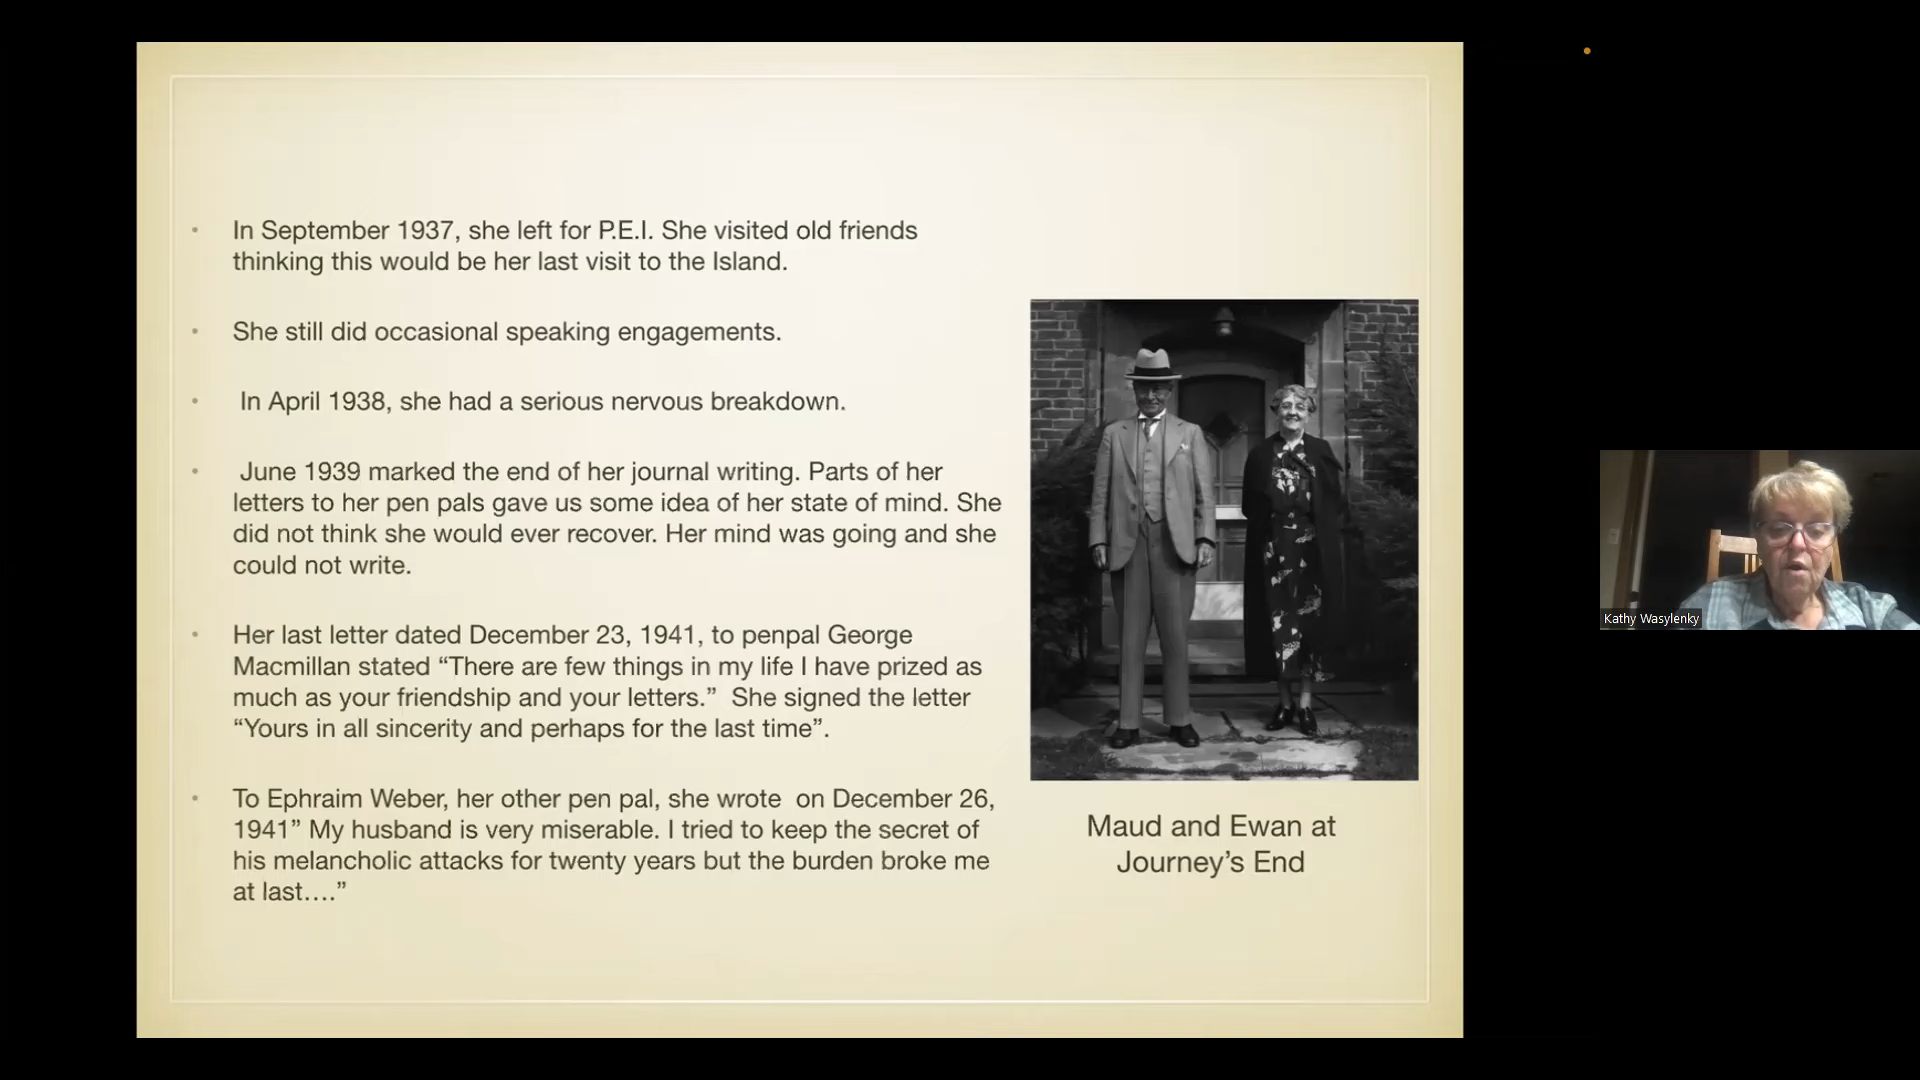 In September 1937, she left for P.E.I. She visited old friends
thinking this would be her last visit to the Island.
She still did occasional speaking engagements.
In April 1938, she had a serious nervous breakdown.
June 1939 marked the end of her journal writing. Parts of her
letters to her pen pals gave us some idea of her state of mind. She
did not think she would ever recover. Her mind was going and she
could not write.
Her last letter dated December 23, 1941, to penpal George
Macmillan stated “There are few things in my life I have prized as
much as your friendship and your letters.”  She signed the letter
“Yours in all sincerity and perhaps for the last time”.
To Ephraim Weber, her other pen pal, she wrote  on December 26,
1941” My husband is very miserable. I tried to keep the secret of
his melancholic attacks for twenty years but the burden broke me
at last….”
Maud and Ewan at
Journey’s End
Kathy Wasylenky